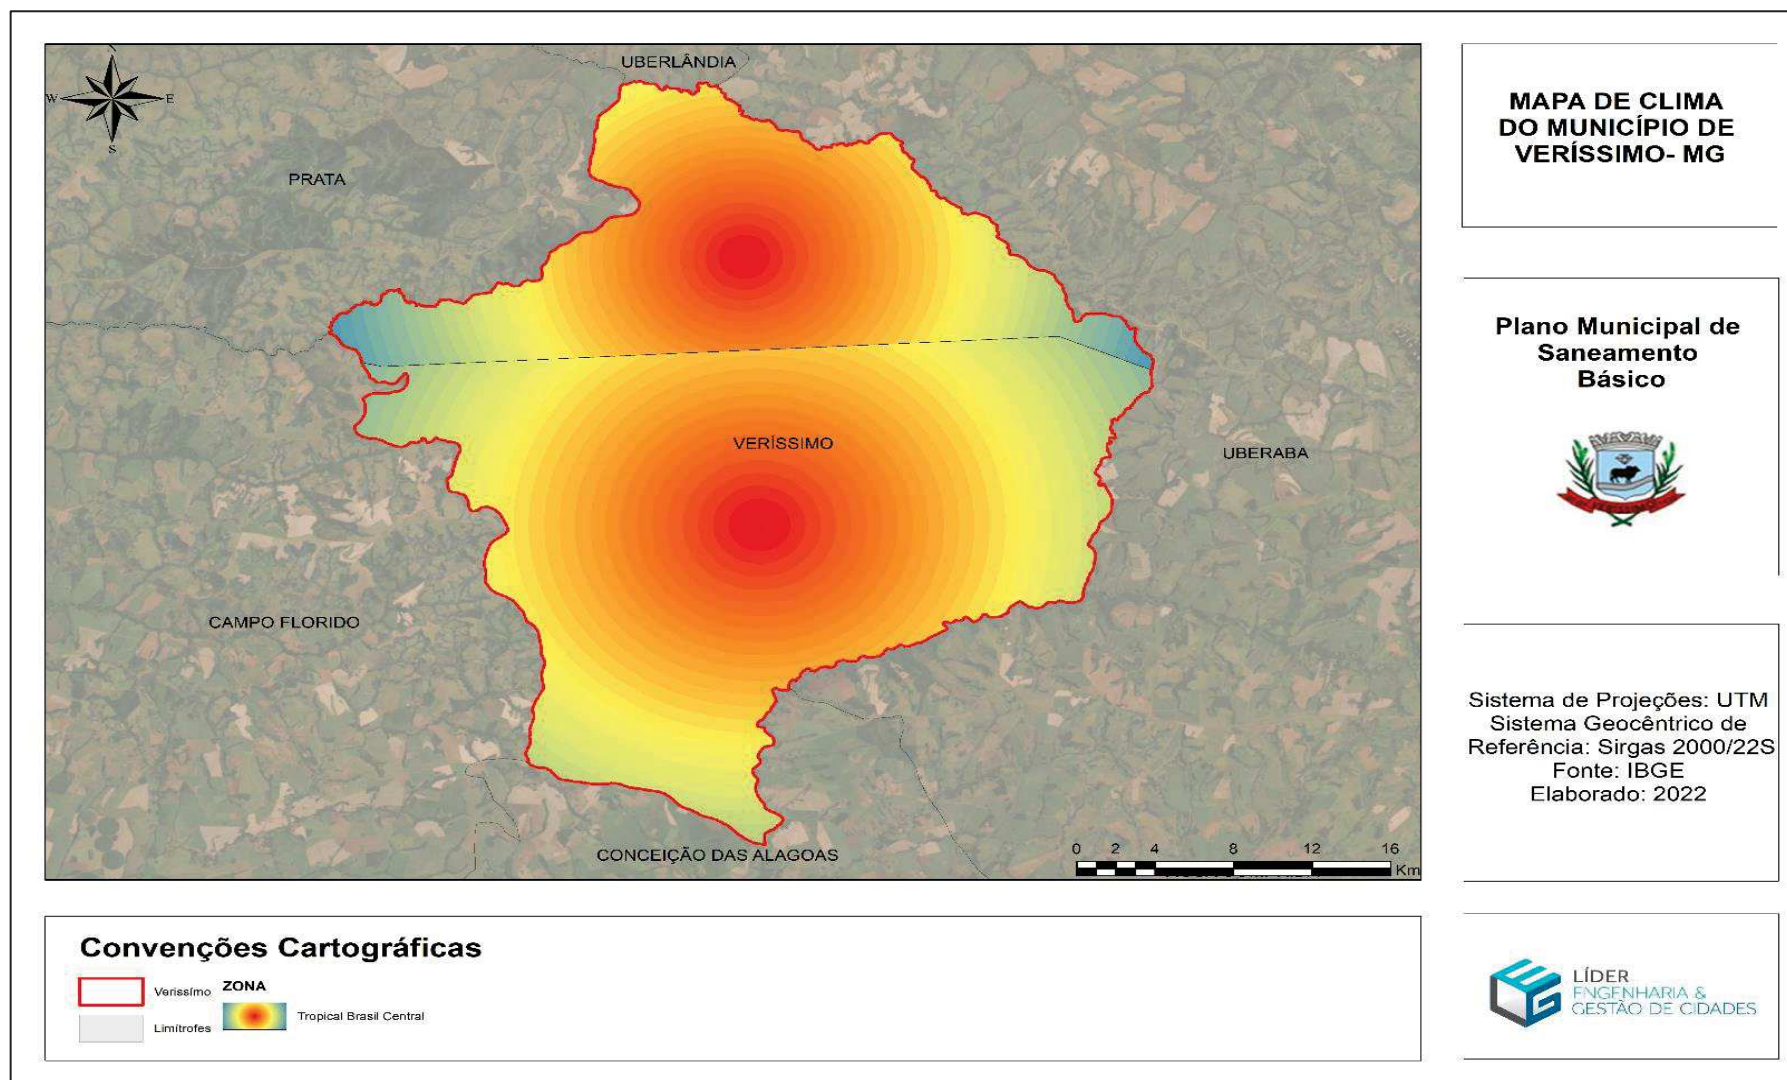 N
W
E
S
UBERLÂNDIA
PRATA
VERÍSSIMO
UBERABA
CAMPO FLORIDO
CONCEIÇÃO DAS ALAGOAS
0 2 4 8 12 16
Km
MAPA DE CLIMA
DO MUNICÍPIO DE
VERÍSSIMO- MG
Plano Municipal de
Saneamento
Básico
Sistema de Projeções: UTM
Sistema Geocêntrico de
Referência: Sirgas 2000/22S
Fonte: IBGE
Elaborado: 2022
Convenções Cartográficas
Verissímo
Limítrofes
ZONA
Tropical Brasil Central
LÍDER
ENGENHARIA &
GESTÃO DE CIDADES